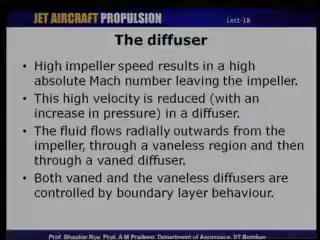 JET AIRCRAFT PROPULSION
Lect-18
The diffuser
• High impeller speed results in a high
absolute Mach number leaving the impeller.
• This high velocity is reduced (with an
increase in pressure) in a diffuser.
• The fluid flows radially outwards from the
impeller, through a vaneless region and then
through a vaned diffuser.
• Both vaned and the vaneless diffusers are
controlled by boundary layer behaviour.
Prof. Bhaskar Roy, Prof. A M Pradeep, Department of Aerospace, IIT Bombay